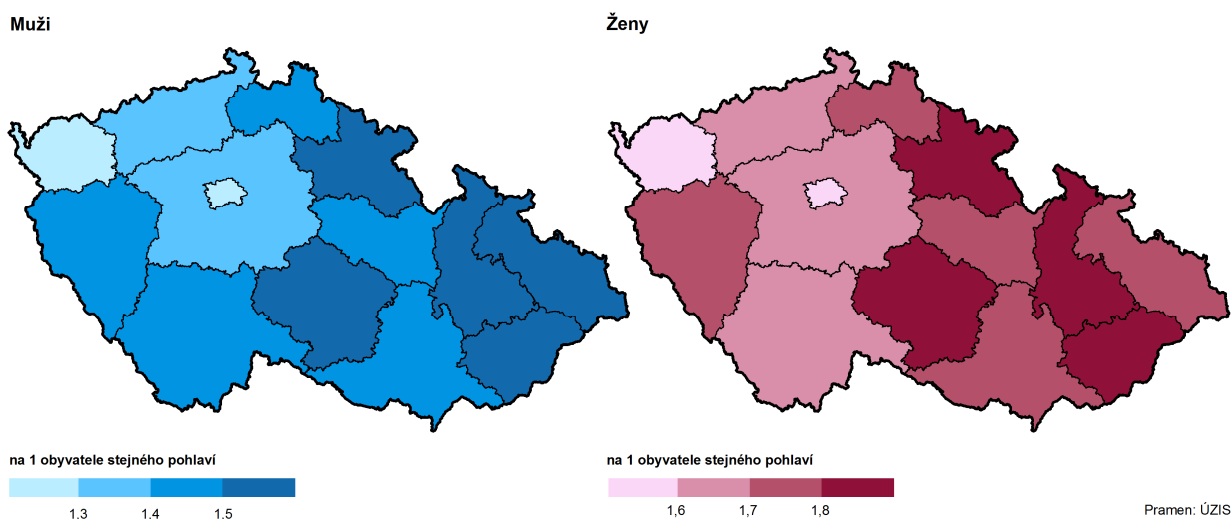 Muži
Ženy
na 1 obyvatele stejného pohlaví
1.3 1.4 1.5
na 1 obyvatele stejného pohlaví
1,6 1,7 1,8
Pramen: ÚZIS